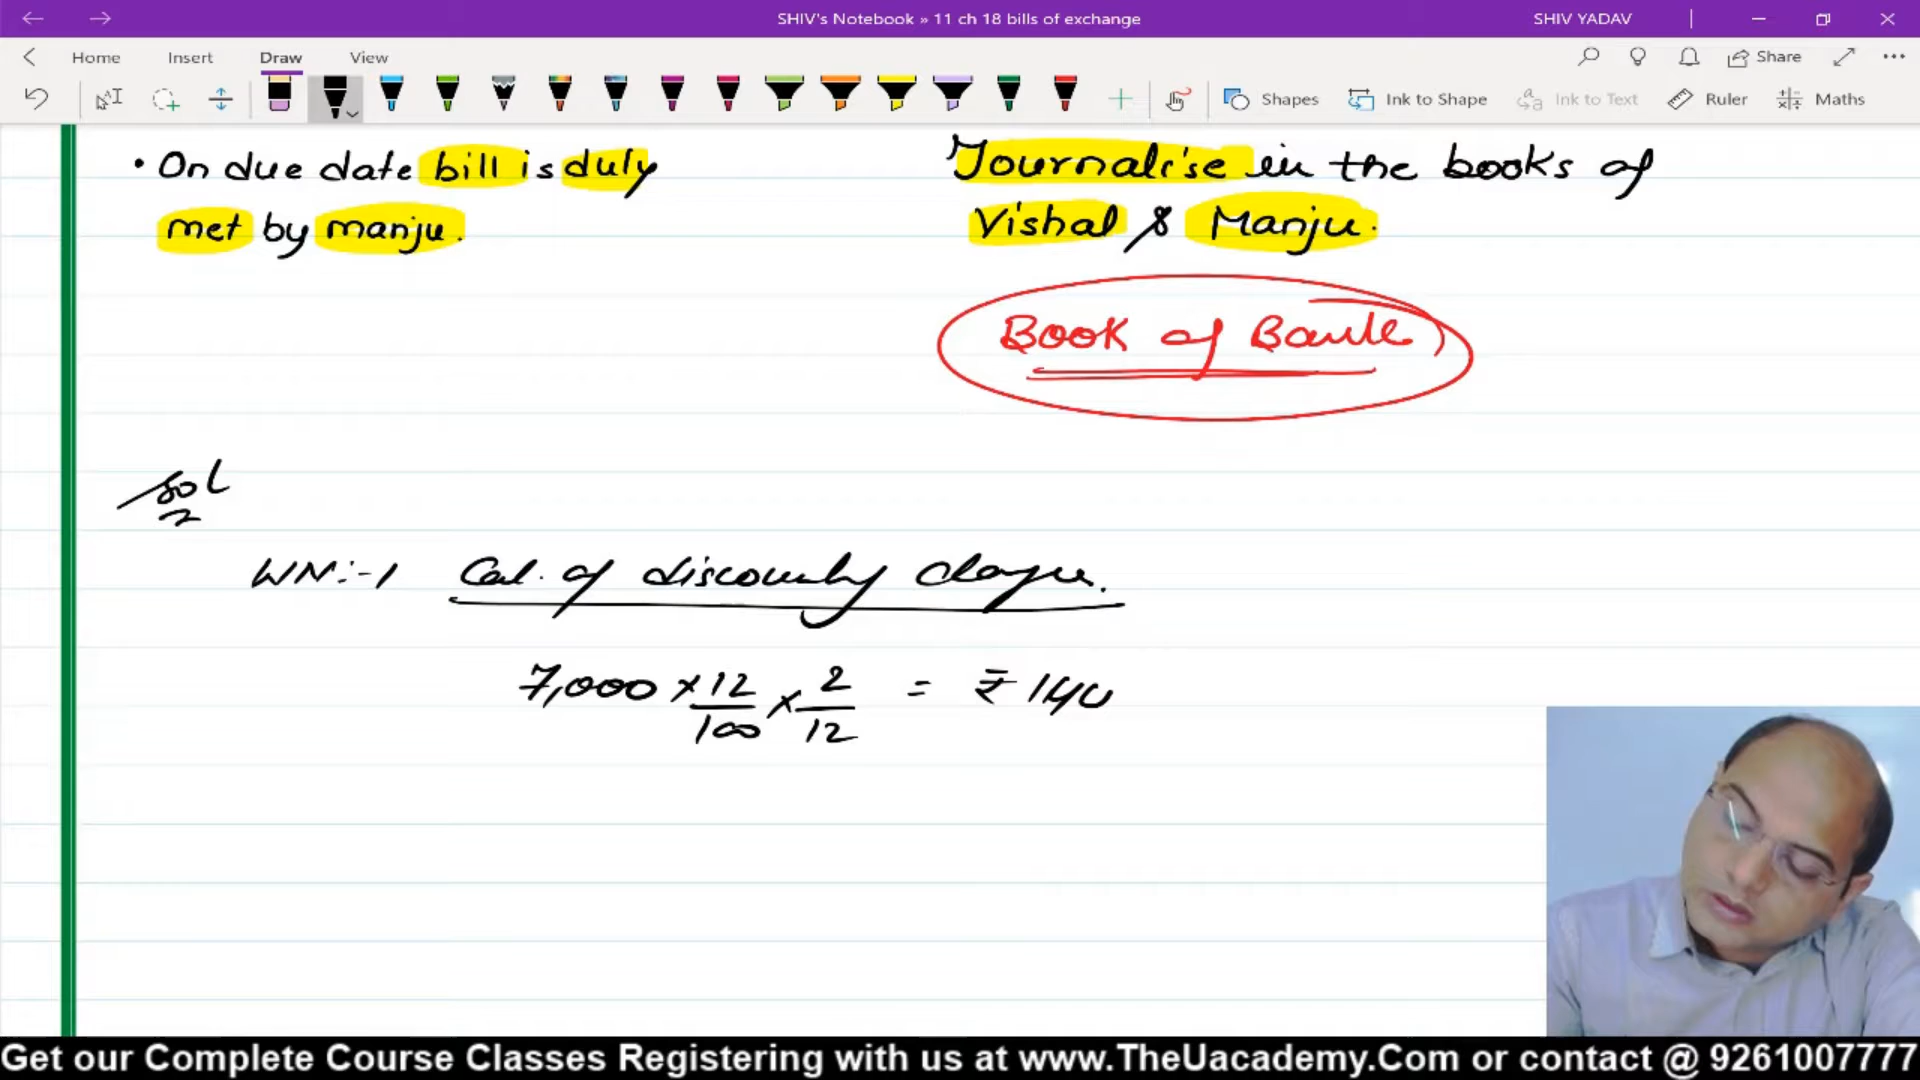 SHIV's Notebook » 11 ch 18 bills of exchange
SHIV YADAV
Home Insert Draw View
Share
Shapes Ink to Shape Ink to Text Ruler Maths
• On due date bill is duly
met by manju.
Journalise in the books of
Vishal & Manju.
Book of Bank
Sol
WN:-1 Cal. of discounting charges.
7,000 × 12/100 × 2/12 = ₹ 140
Get our Complete Course Classes Registering with us at www.TheUacademy.Com or contact @ 9261007777